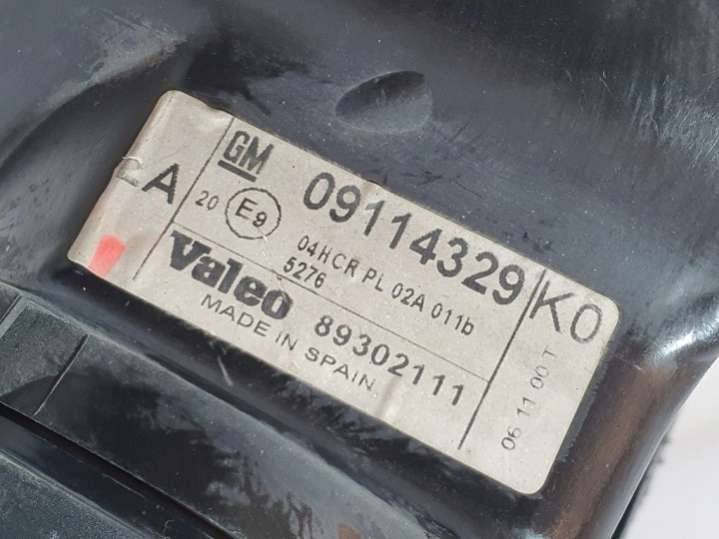 A
GM 09114329 K0
20 E9 04HCR PL 02A 011b
5276
Valeo 89302111
MADE IN SPAIN
06 11 00 T